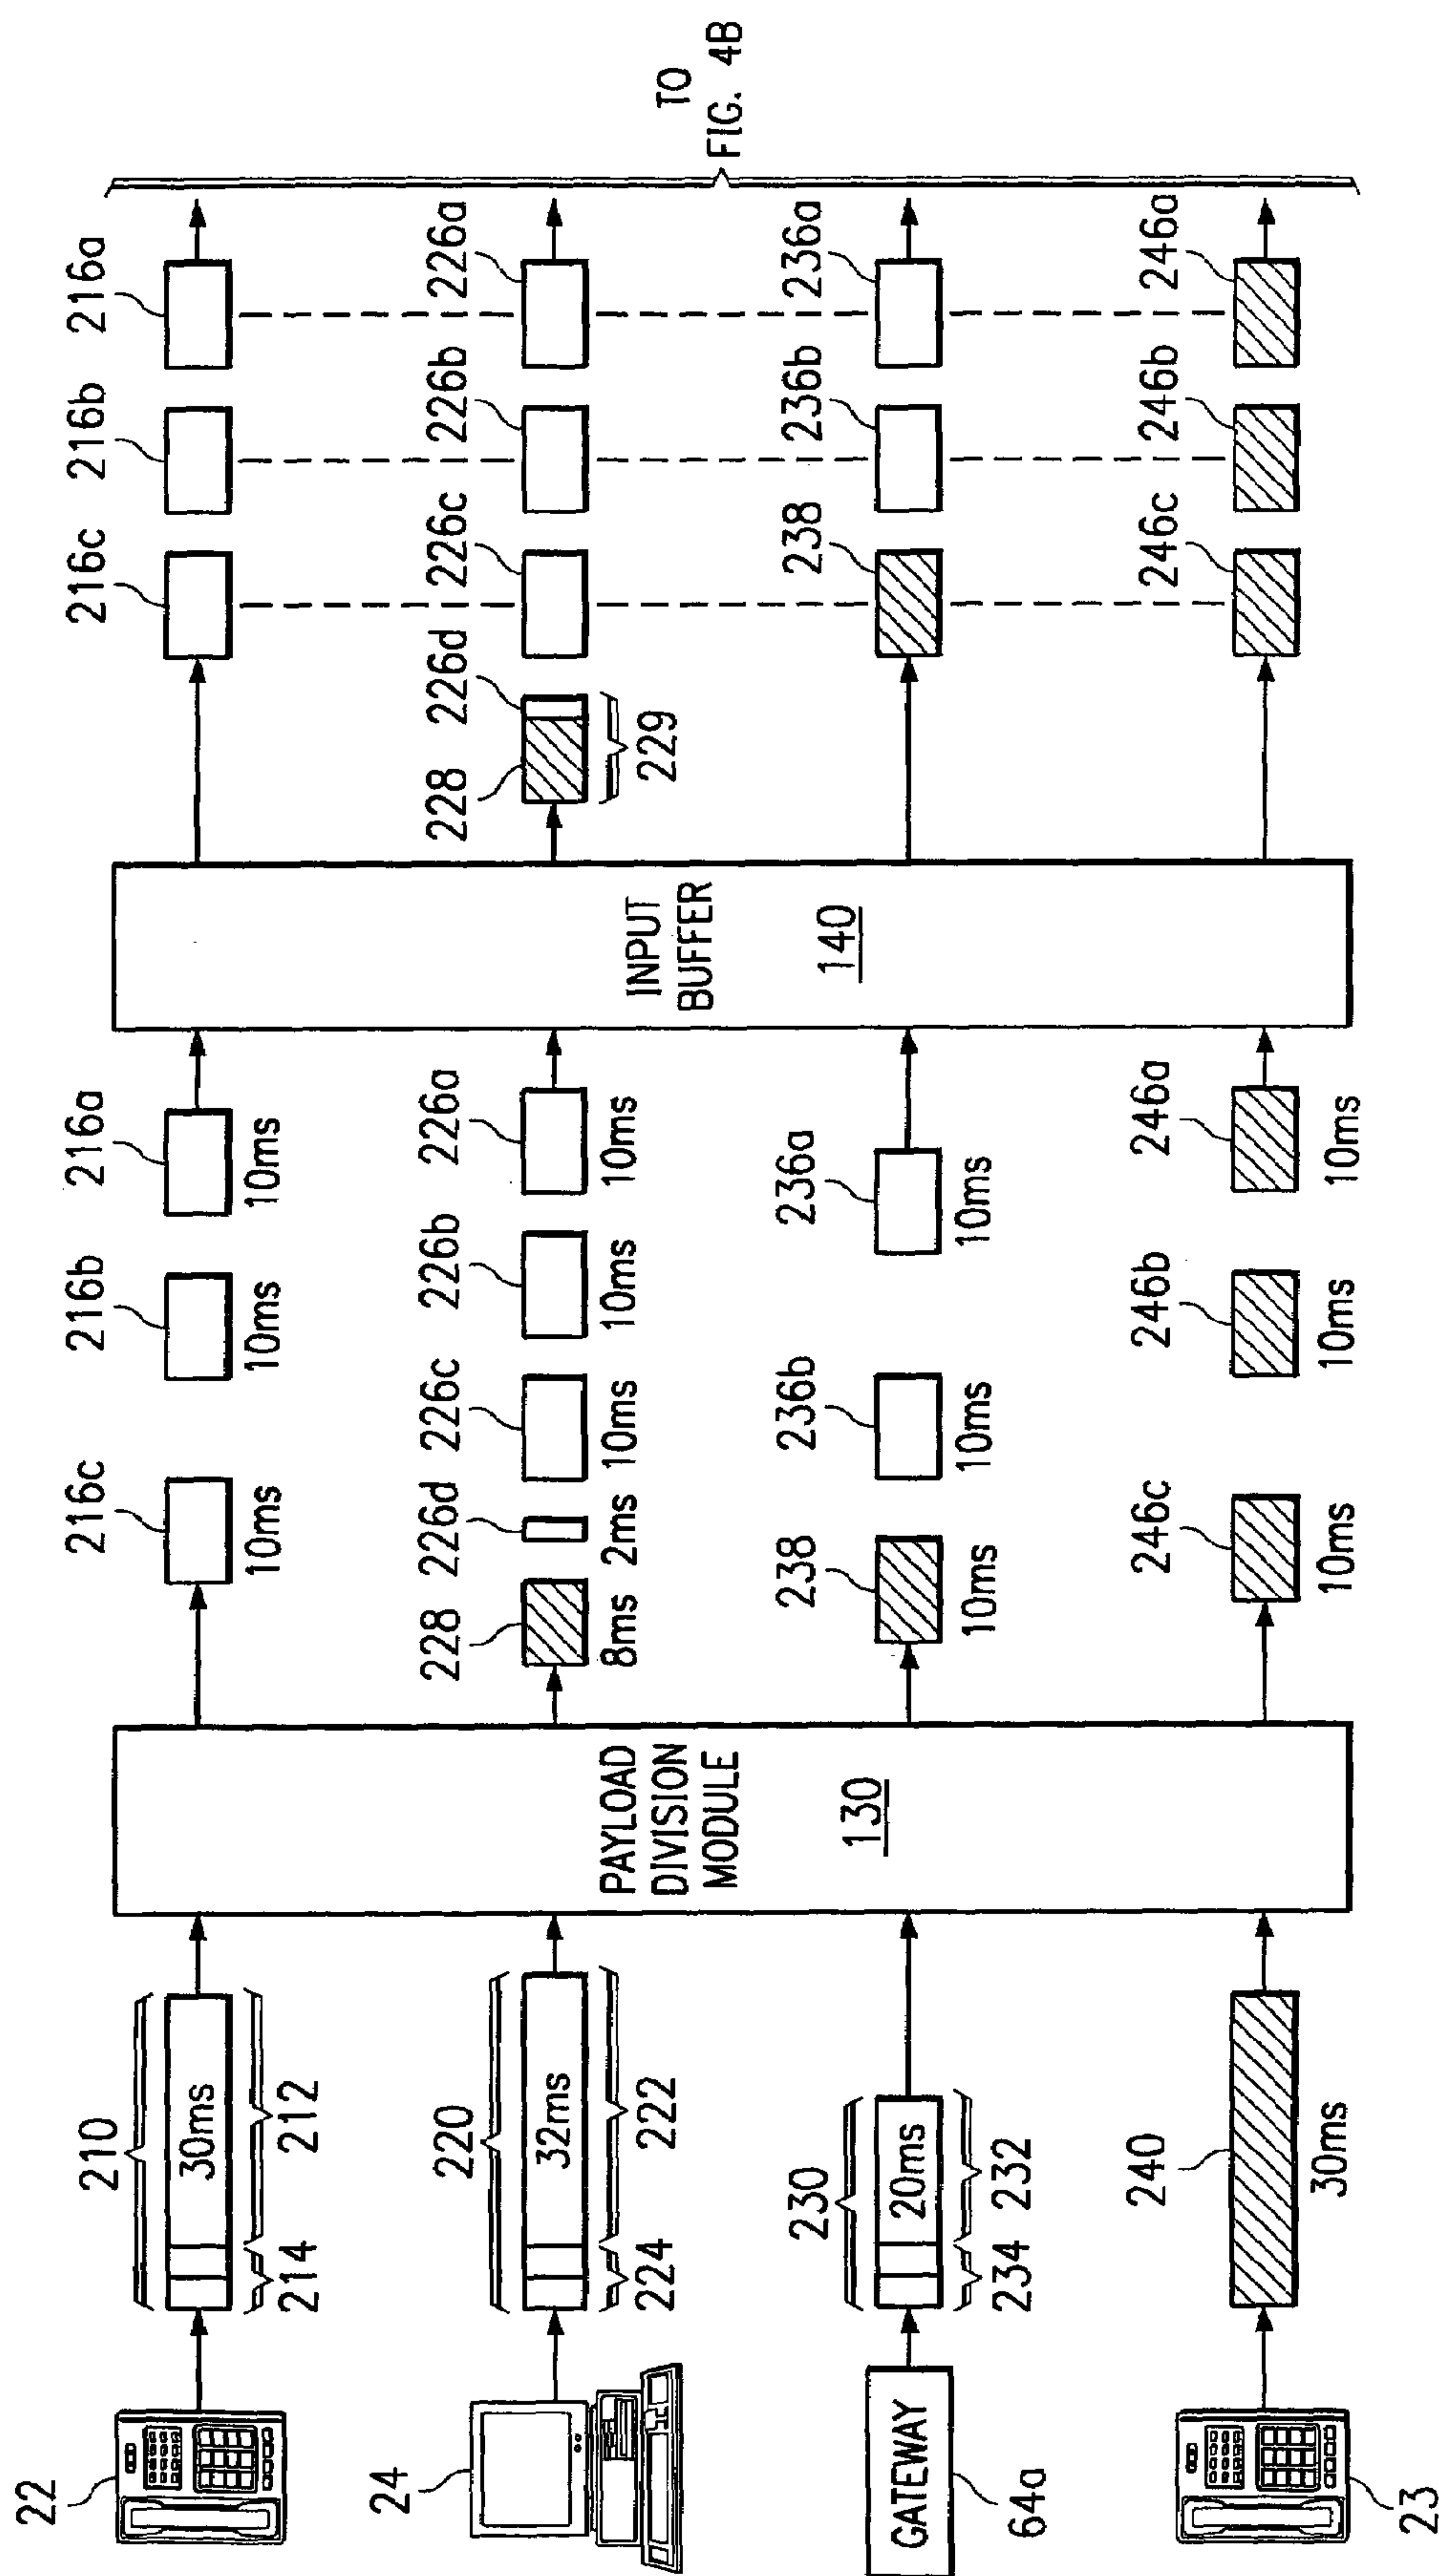 22
210
30ms
214
212
PAYLOAD
DIVISION
MODULE
130
216c
10ms
216b
10ms
216a
10ms
INPUT
BUFFER
140
216c
216b
216a
24
220
32ms
224
222
228
8ms
226d
2ms
226c
10ms
226b
10ms
226a
10ms
228
226d
229
226c
226b
226a
GATEWAY
64a
230
20ms
234
232
238
10ms
236b
10ms
236a
10ms
238
236b
236a
23
240
30ms
246c
10ms
246b
10ms
246a
10ms
246c
246b
246a
TO
FIG. 4B